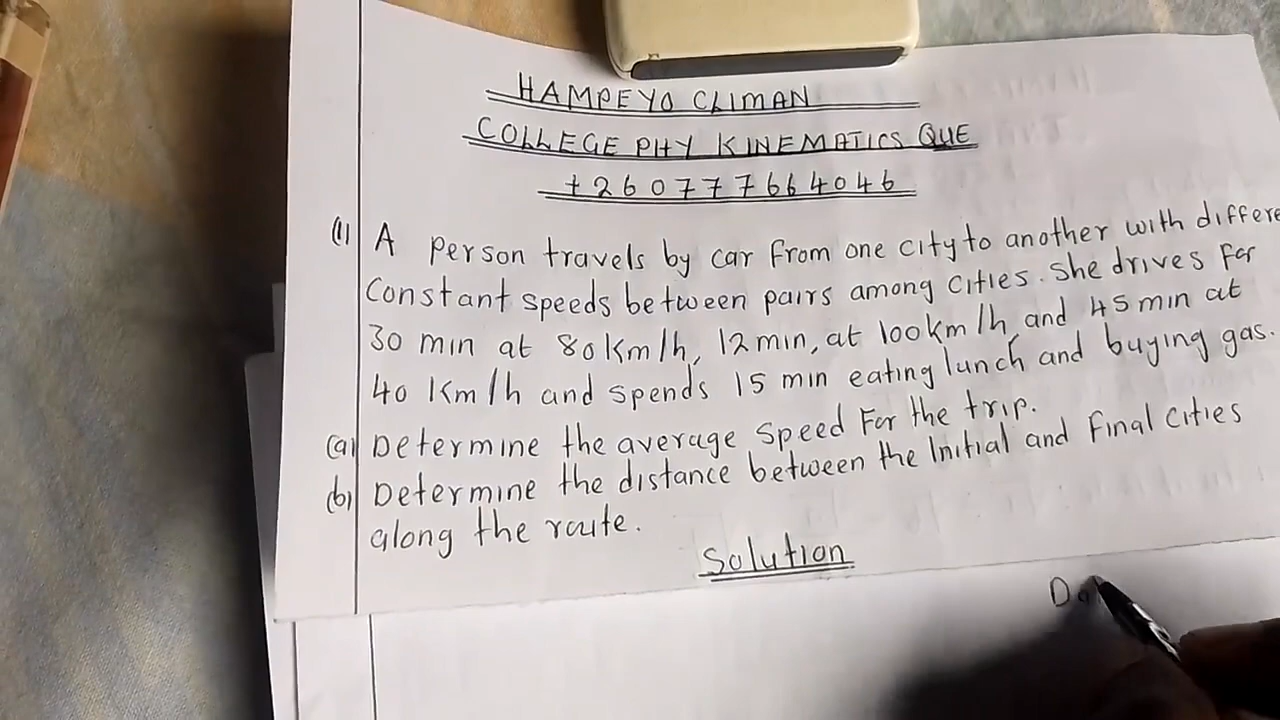 HAMPEYO CLIMAN
COLLEGE PHY KINEMATICS QUE
+260777664046
(1) A person travels by car from one city to another with differe
constant speeds between pairs among cities. She drives for
30 min at 80km/h, 12min, at 100km/h and 45 min at
40 km/h and spends 15 min eating lunch and buying gas.
(a) Determine the average speed for the trip.
(b) Determine the distance between the Initial and Final Cities
along the route.
Solution
Da